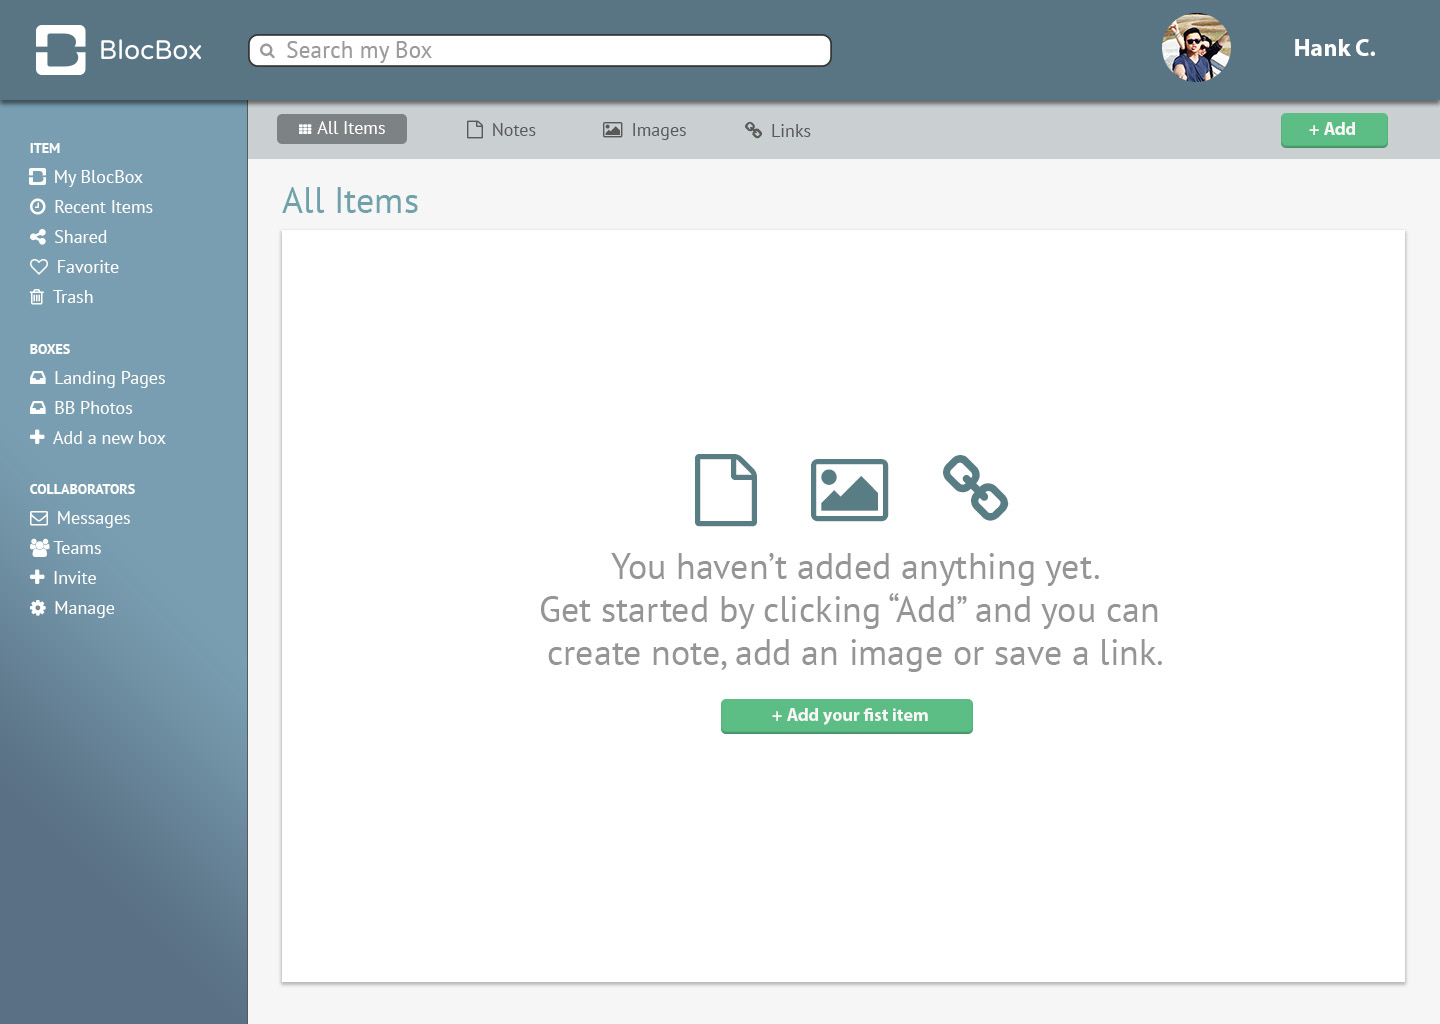 BlocBox
Search my Box
Hank C.
All Items
Notes
Images
Links
+ Add
ITEM
My BlocBox
Recent Items
Shared
Favorite
Trash
BOXES
Landing Pages
BB Photos
Add a new box
COLLABORATORS
Messages
Teams
Invite
Manage
All Items
You haven’t added anything yet.
Get started by clicking “Add” and you can
create note, add an image or save a link.
+ Add your fist item